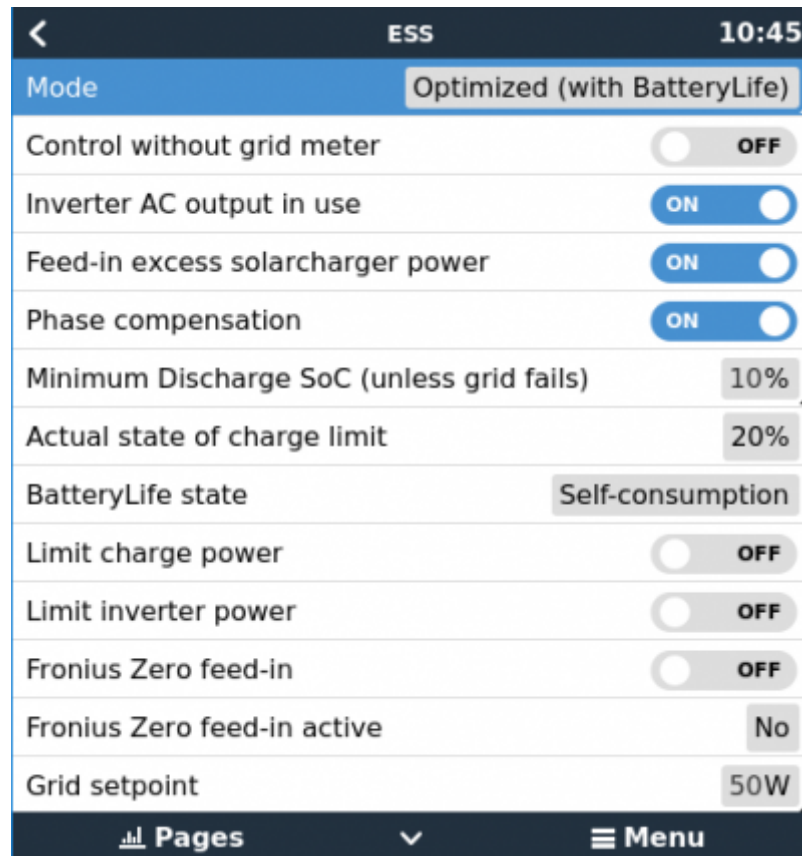 ESS 10:45
Mode Optimized (with BatteryLife)
Control without grid meter OFF
Inverter AC output in use ON
Feed-in excess solarcharger power ON
Phase compensation ON
Minimum Discharge SoC (unless grid fails) 10%
Actual state of charge limit 20%
BatteryLife state Self-consumption
Limit charge power OFF
Limit inverter power OFF
Fronius Zero feed-in OFF
Fronius Zero feed-in active No
Grid setpoint 50W
Pages Menu